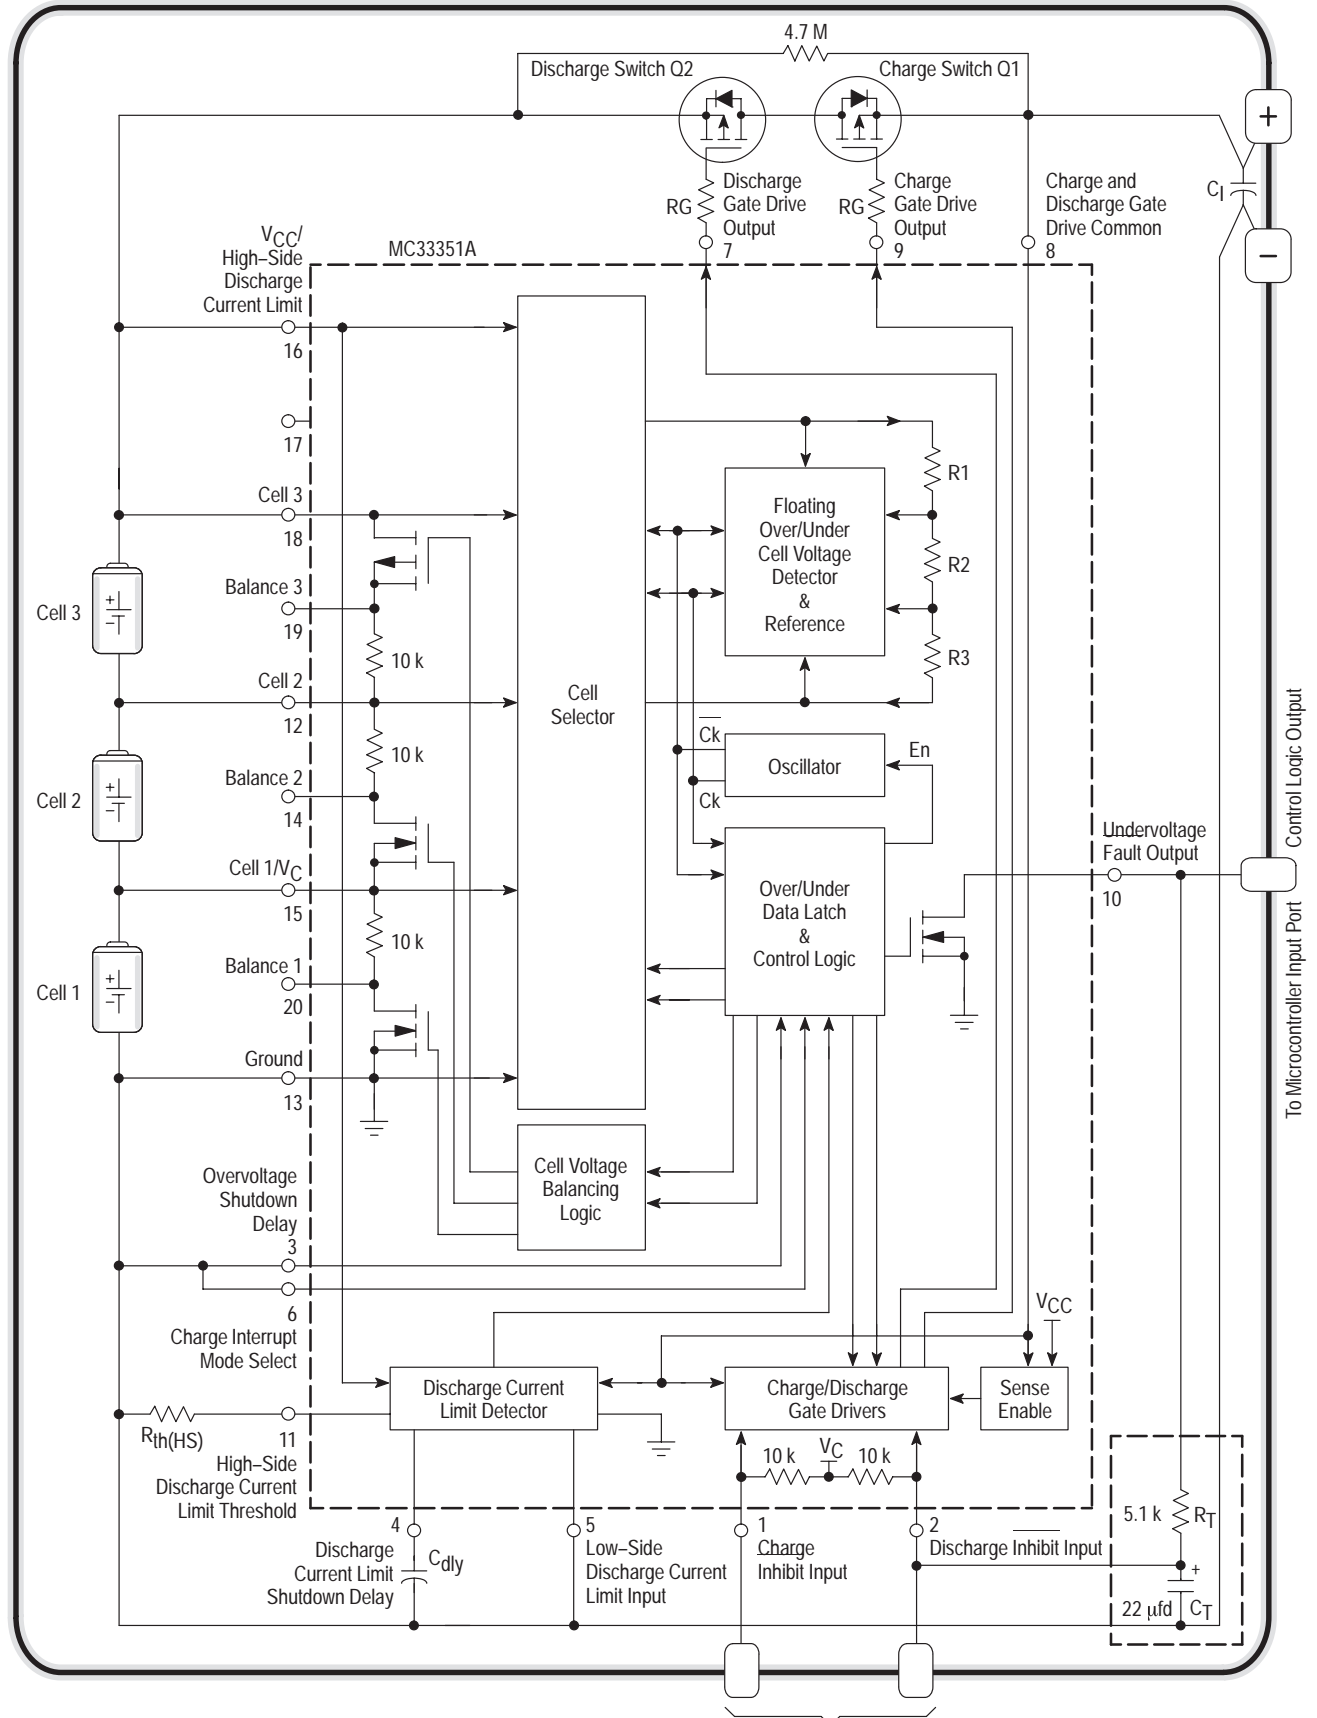 4.7 M
Discharge Switch Q2
Charge Switch Q1
+
CI
−
RG
Discharge
Gate Drive
Output
7
RG
Charge
Gate Drive
Output
9
Charge and
Discharge Gate
Drive Common
8
MC33351A
VCC/
High–Side
Discharge
Current Limit
16
17
Cell 3
18
Balance 3
19
10 k
Cell 2
12
10 k
Balance 2
14
Cell 1/VC
15
10 k
Balance 1
20
Ground
13
Cell 3
+
−
Cell 2
+
−
Cell 1
+
−
Cell
Selector
Floating
Over/Under
Cell Voltage
Detector
&
Reference
R1
R2
R3
Ck
Ck
Oscillator
En
Over/Under
Data Latch
&
Control Logic
Undervoltage
Fault Output
10
Control Logic Output
To Microcontroller Input Port
Cell Voltage
Balancing
Logic
Overvoltage
Shutdown
Delay
3
6
Charge Interrupt
Mode Select
Rth(HS)
11
High–Side
Discharge Current
Limit Threshold
Discharge Current
Limit Detector
Charge/Discharge
Gate Drivers
Sense
Enable
VCC
10 k
VC
10 k
4
Discharge
Current Limit
Shutdown Delay
Cdly
5
Low–Side
Discharge Current
Limit Input
1
Charge
Inhibit Input
2
Discharge Inhibit Input
5.1 k
RT
+
22 µfd
CT